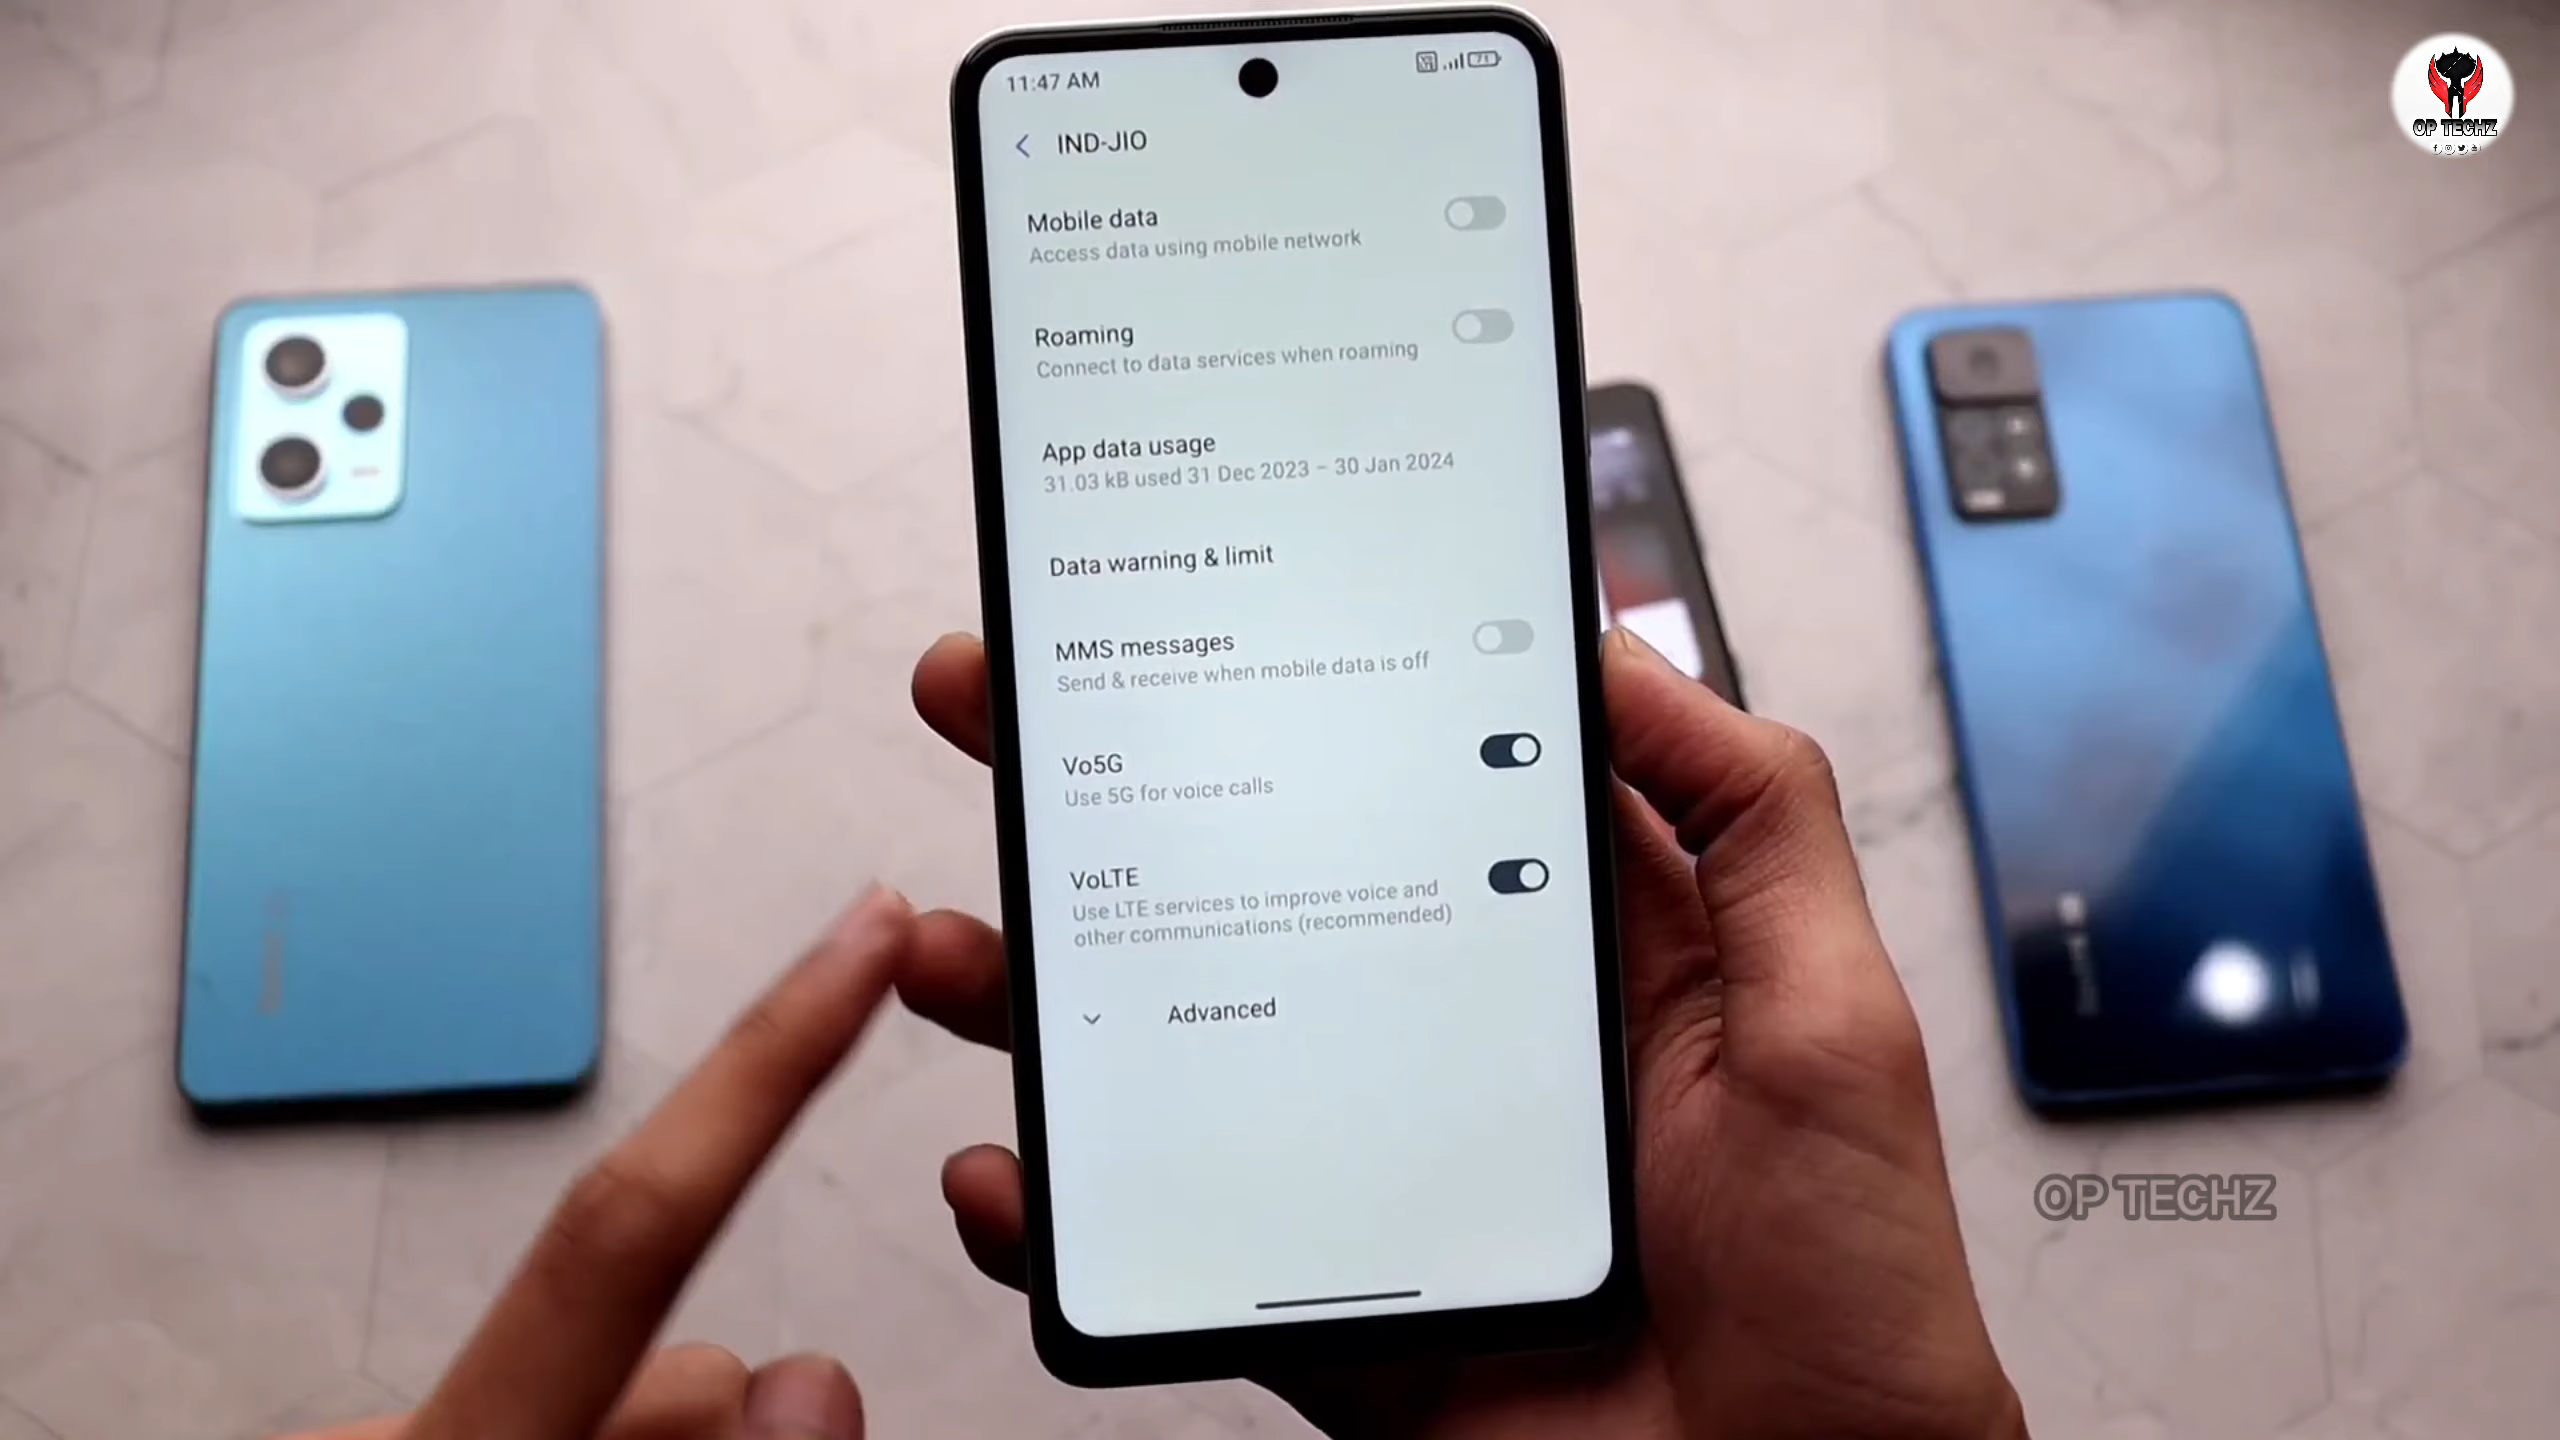 11:47 AM
71
IND-JIO
Mobile data
Access data using mobile network
Roaming
Connect to data services when roaming
App data usage
31.03 kB used 31 Dec 2023 – 30 Jan 2024
Data warning & limit
MMS messages
Send & receive when mobile data is off
Vo5G
Use 5G for voice calls
VoLTE
Use LTE services to improve voice and
other communications (recommended)
Advanced
OP TECHZ
OP TECHZ